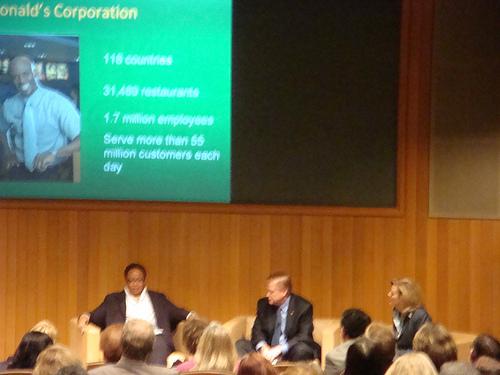 onald's Corporation
118 countries
31,469 restaurants
1.7 million employees
Serve more than 55
million customers each
day